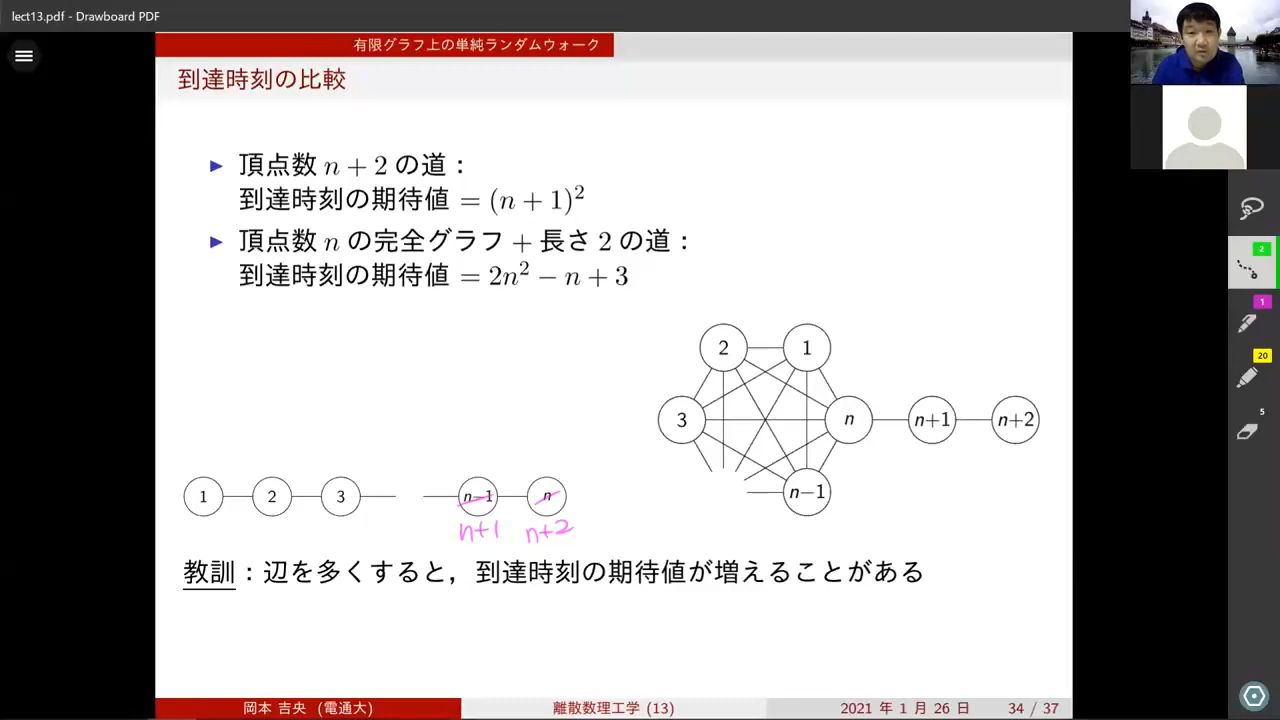 lect13.pdf - Drawboard PDF
有限グラフ上の単純ランダムウォーク
到達時刻の比較
▶ 頂点数 n + 2 の道：
到達時刻の期待値 = (n + 1)²
▶ 頂点数 n の完全グラフ + 長さ 2 の道：
到達時刻の期待値 = 2n² − n + 3
2 1
3 n n+1 n+2
n−1
1 2 3 n−1 n
n+1 n+2
教訓：辺を多くすると，到達時刻の期待値が増えることがある
岡本 吉央 (電通大) 離散数理工学 (13) 2021 年 1 月 26 日 34 / 37
2
1
20
5